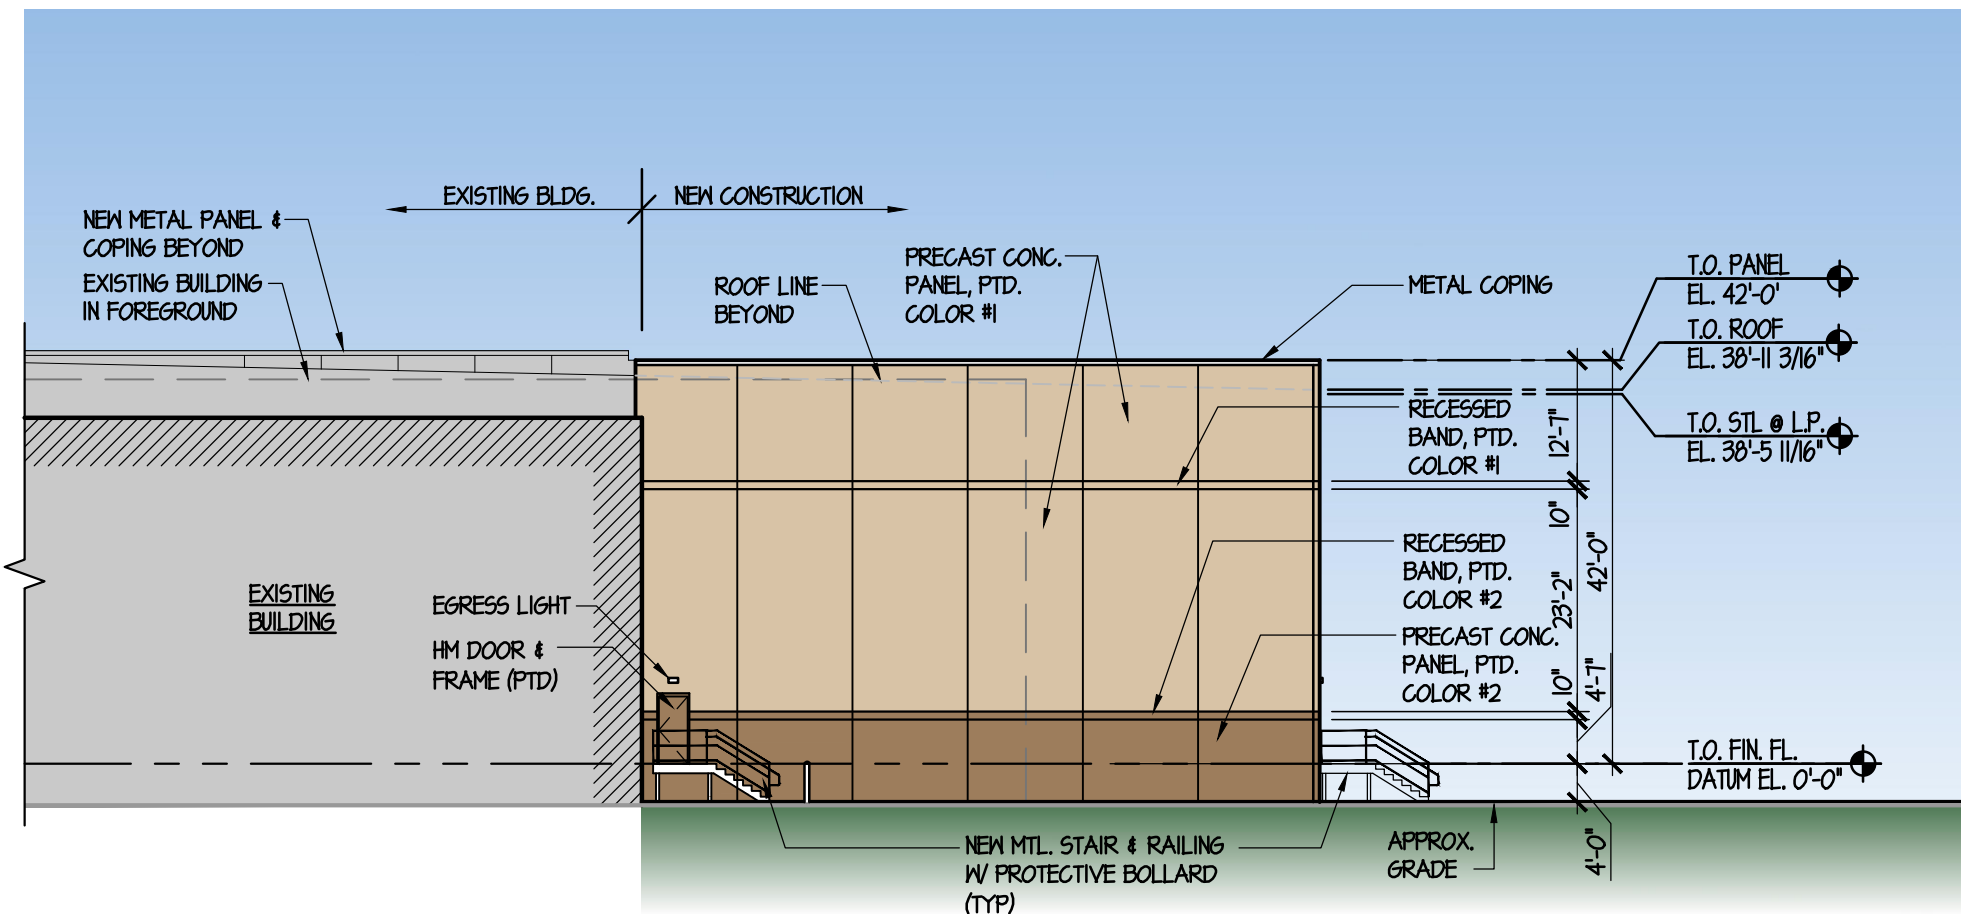 EXISTING BLDG.
NEW CONSTRUCTION
NEW METAL PANEL &
COPING BEYOND
EXISTING BUILDING
IN FOREGROUND
ROOF LINE
BEYOND
PRECAST CONC.
PANEL, PTD.
COLOR #1
METAL COPING
T.O. PANEL
EL. 42'-0'
T.O. ROOF
EL. 38'-11 3/16"
T.O. STL @ L.P.
EL. 38'-5 11/16"
RECESSED
BAND, PTD.
COLOR #1
12'-7"
10"
RECESSED
BAND, PTD.
COLOR #2
42'-0"
23'-2"
EXISTING
BUILDING
EGRESS LIGHT
HM DOOR &
FRAME (PTD)
PRECAST CONC.
PANEL, PTD.
COLOR #2
10"
4'-7"
T.O. FIN. FL.
DATUM EL. 0'-0"
NEW MTL. STAIR & RAILING
W/ PROTECTIVE BOLLARD
(TYP)
APPROX.
GRADE
4'-0"